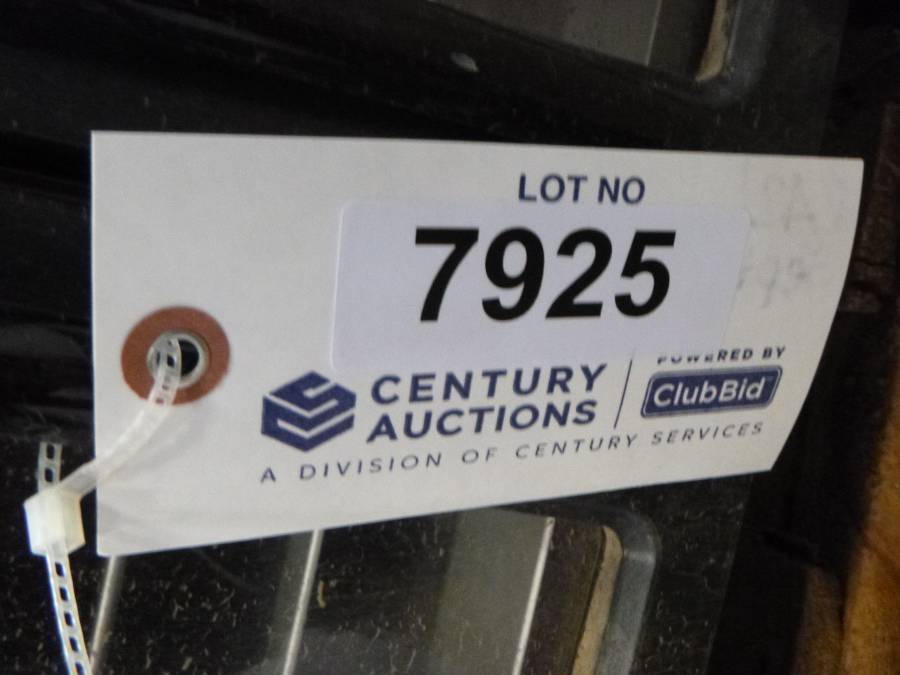 LOT NO
7925
CENTURY
AUCTIONS
POWERED BY
ClubBid
A DIVISION OF CENTURY SERVICES